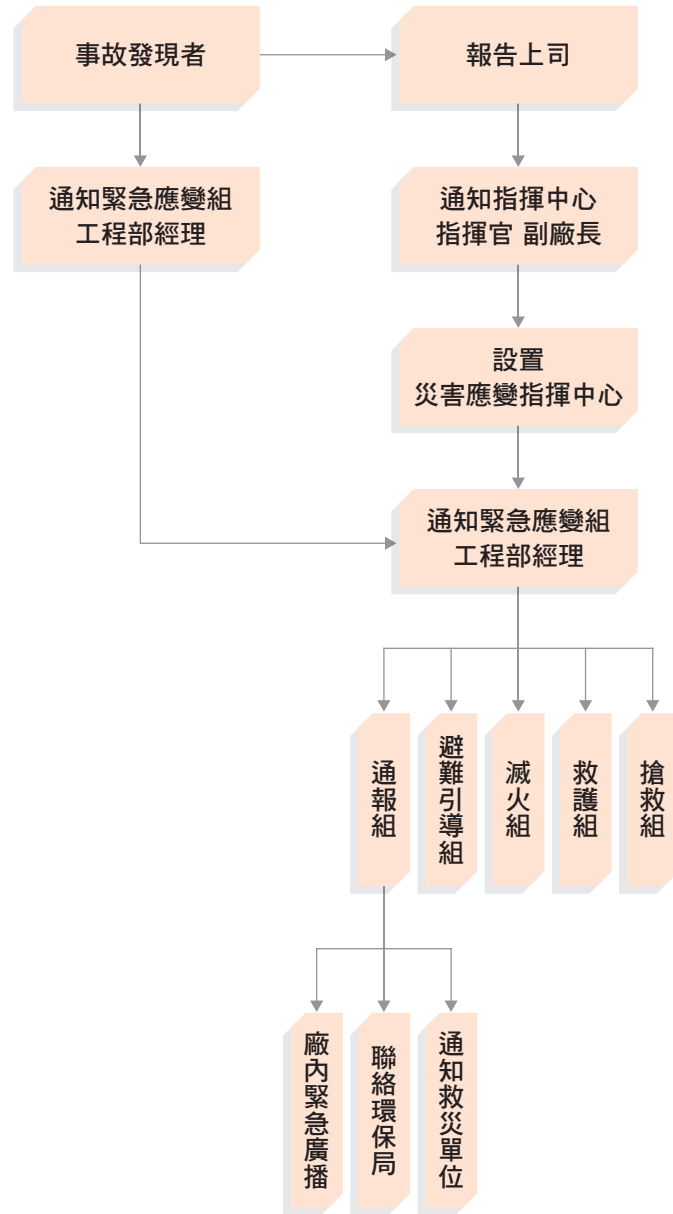 事故發現者
報告上司
通知緊急應變組
工程部經理
通知指揮中心
指揮官 副廠長
設置
災害應變指揮中心
通知緊急應變組
工程部經理
通報組
避難引導組
滅火組
救護組
搶救組
廠內緊急廣播
聯絡環保局
通知救災單位